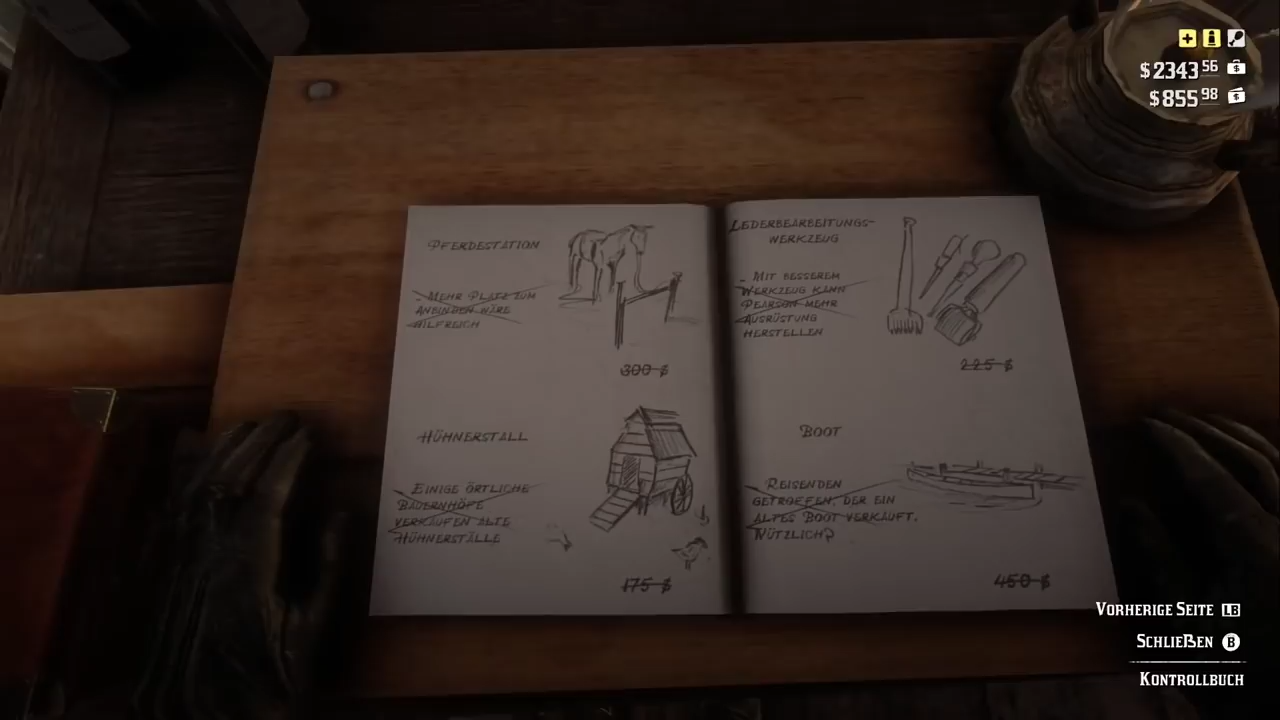 $2343 56
$855 98
PFERDESTATION
- MEHR PLATZ ZUM
ANBINDEN WÄRE
HILFREICH
300 $
HÜHNERSTALL
EINIGE ÖRTLICHE
BAUERNHÖFE
VERKAUFEN ALTE
HÜHNERSTÄLLE
175 $
LEDERBEARBEITUNGS-
WERKZEUG
- MIT BESSEREM
WERKZEUG KANN
PEARSON MEHR
AUSRÜSTUNG
HERSTELLEN
225 $
BOOT
REISENDEN
GETROFFEN, DER EIN
ALTES BOOT VERKAUFT.
NÜTZLICH?
450 $
VORHERIGE SEITE LB
SCHLIEẞEN B
KONTROLLBUCH